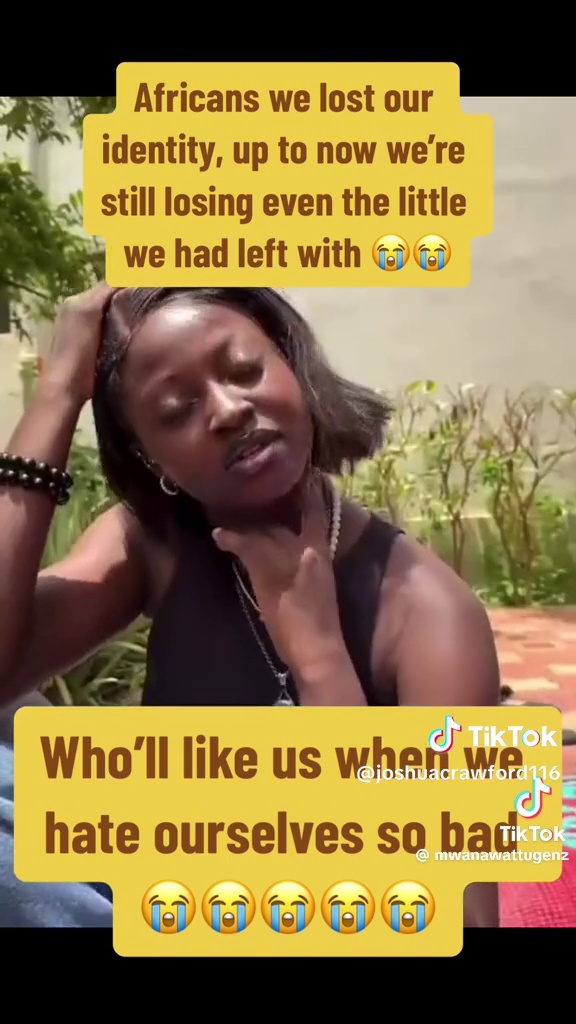 Africans we lost our
identity, up to now we're
still losing even the little
we had left with 😭😭
Who'll like us when we
hate ourselves so bad
😭😭😭😭😭
TikTok
@joshuacrawford116
TikTok
@ mwanawattugenz